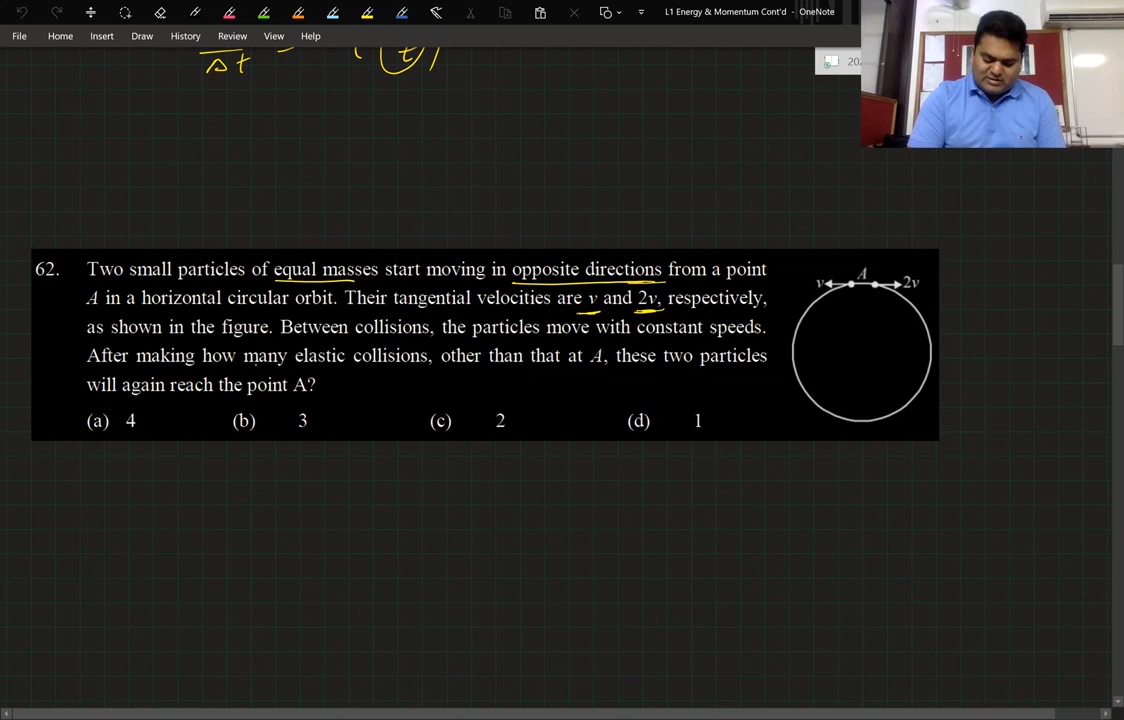 L1 Energy & Momentum Cont'd - OneNote
File Home Insert Draw History Review View Help
Δt
t
202
62. Two small particles of equal masses start moving in opposite directions from a point
A in a horizontal circular orbit. Their tangential velocities are v and 2v, respectively,
as shown in the figure. Between collisions, the particles move with constant speeds.
After making how many elastic collisions, other than that at A, these two particles
will again reach the point A?
(a) 4 (b) 3 (c) 2 (d) 1
A
v 2v